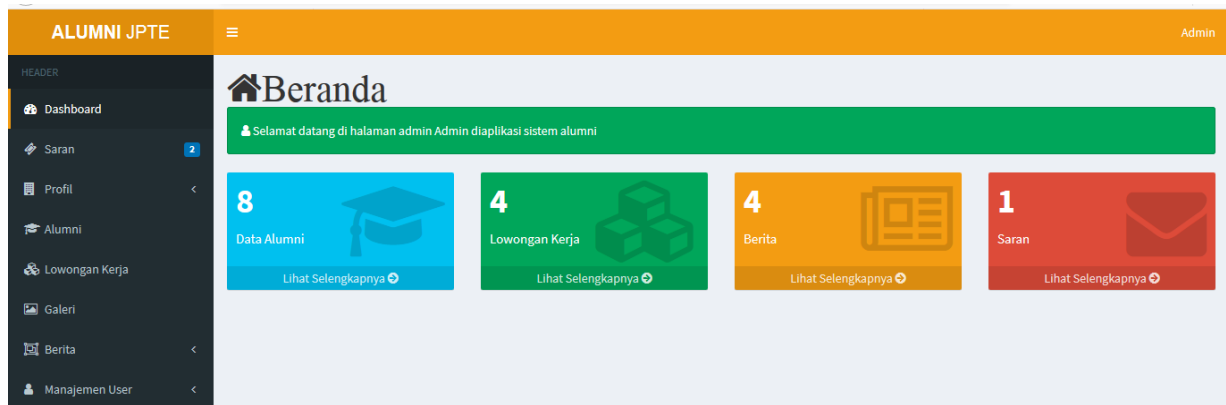 ALUMNI JPTE
Admin
HEADER
Dashboard
Saran 2
Profil
Alumni
Lowongan Kerja
Galeri
Berita
Manajemen User
Beranda
Selamat datang di halaman admin Admin diaplikasi sistem alumni
8
Data Alumni
Lihat Selengkapnya
4
Lowongan Kerja
Lihat Selengkapnya
4
Berita
Lihat Selengkapnya
1
Saran
Lihat Selengkapnya